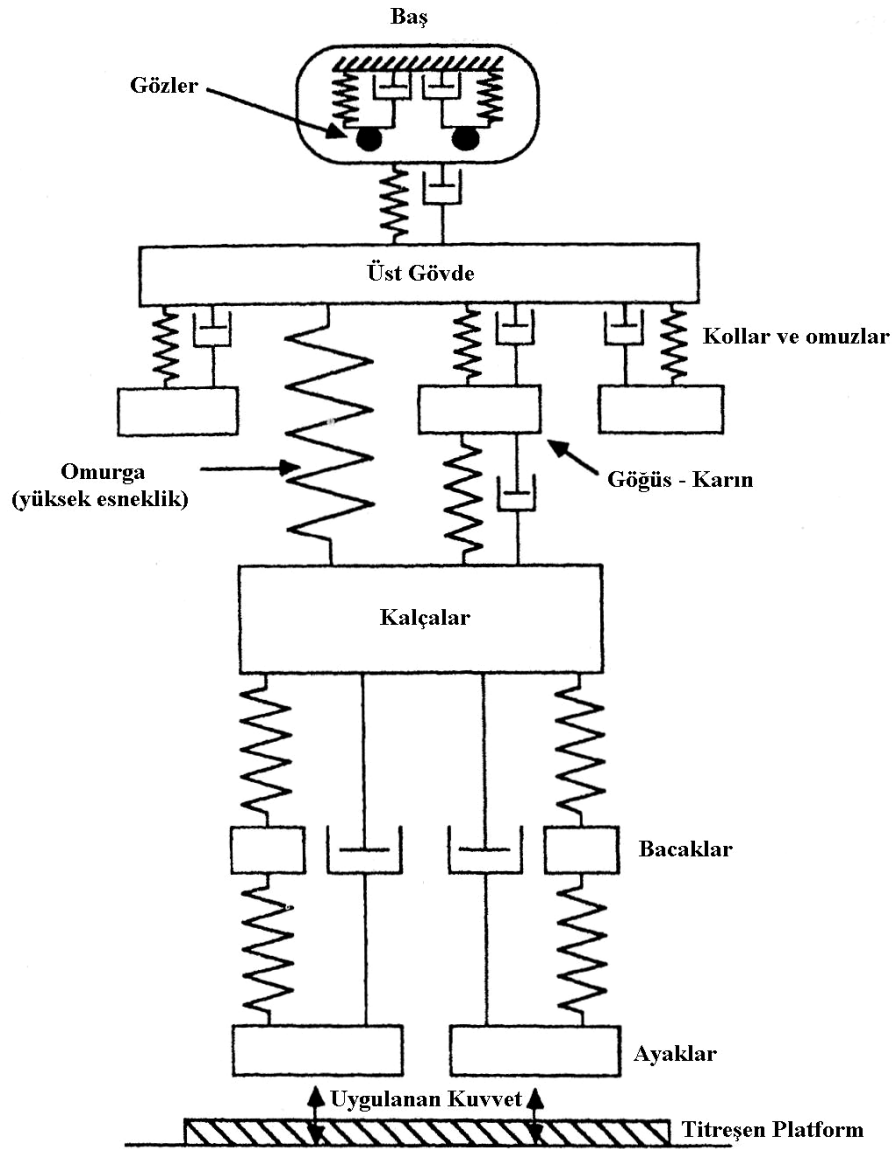 Baş
Gözler
Üst Gövde
Kollar ve omuzlar
Omurga
(yüksek esneklik)
Göğüs - Karın
Kalçalar
Bacaklar
Ayaklar
Uygulanan Kuvvet
Titreşen Platform